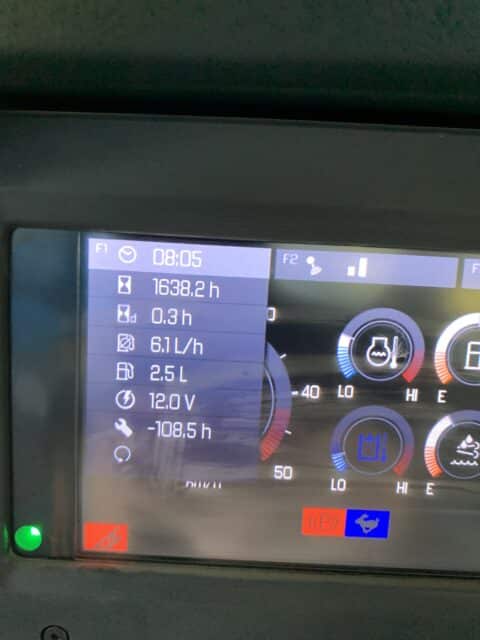 F1 08:05
F2
1638.2 h
d 0.3 h
6.1 L/h
2.5 L
12.0 V
-108.5 h
40
50
LO HI E
LO HI E